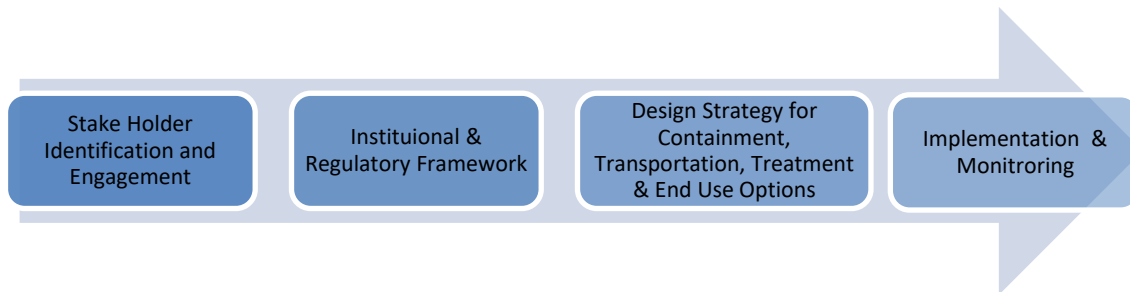 Stake Holder
Identification and
Engagement
Instituional &
Regulatory Framework
Design Strategy for
Containment,
Transportation, Treatment
& End Use Options
Implementation &
Monitroring